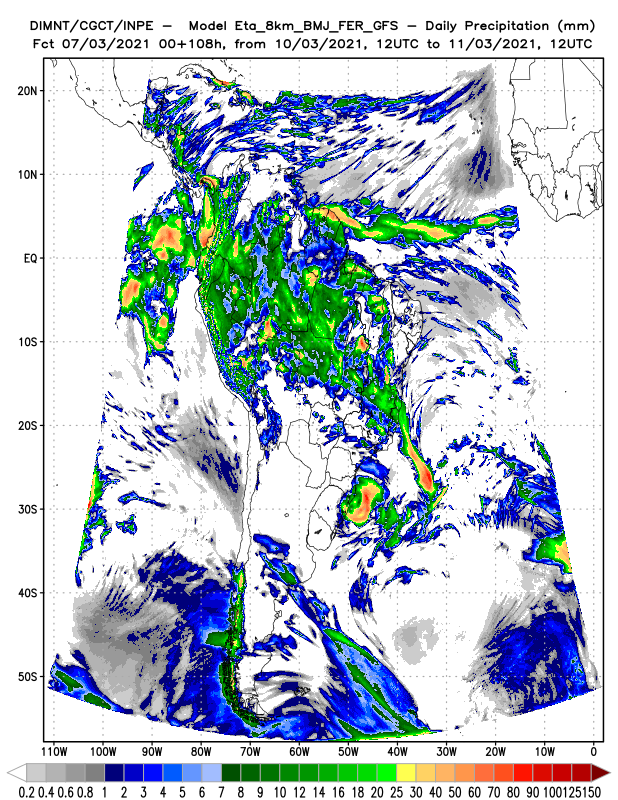 DIMNT/CGCT/INPE − Model Eta_8km_BMJ_FER_GFS − Daily Precipitation (mm)
Fct 07/03/2021 00+108h, from 10/03/2021, 12UTC to 11/03/2021, 12UTC
20N
10N
EQ
10S
20S
30S
40S
50S
110W 100W 90W 80W 70W 60W 50W 40W 30W 20W 10W 0
0.2 0.4 0.6 0.8 1 2 3 4 5 6 7 8 9 10 12 14 16 18 20 25 30 40 50 60 70 80 90 100 125 150